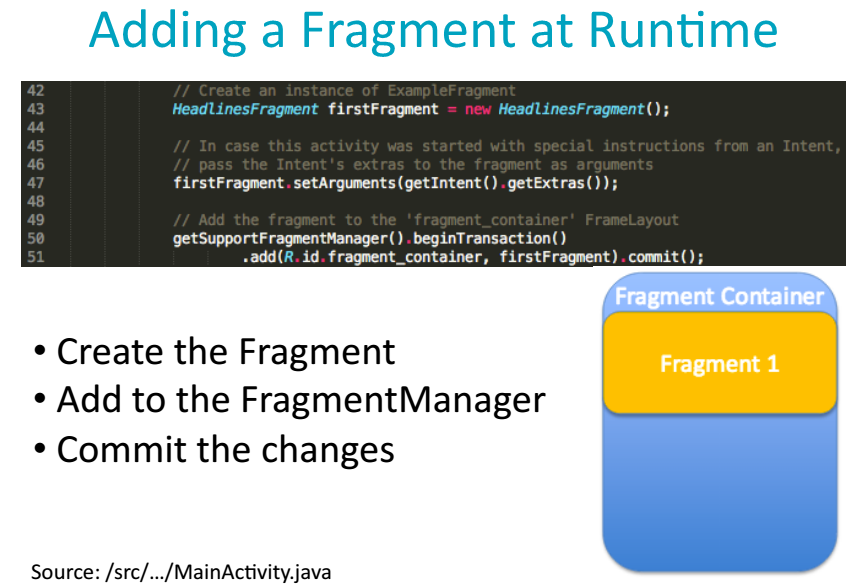 Adding a Fragment at Runtime
42 // Create an instance of ExampleFragment
43 HeadlinesFragment firstFragment = new HeadlinesFragment();
44
45 // In case this activity was started with special instructions from an Intent,
46 // pass the Intent's extras to the fragment as arguments
47 firstFragment.setArguments(getIntent().getExtras());
48
49 // Add the fragment to the 'fragment_container' FrameLayout
50 getSupportFragmentManager().beginTransaction()
51 .add(R.id.fragment_container, firstFragment).commit();
• Create the Fragment
• Add to the FragmentManager
• Commit the changes
Fragment Container
Fragment 1
Source: /src/…/MainActivity.java